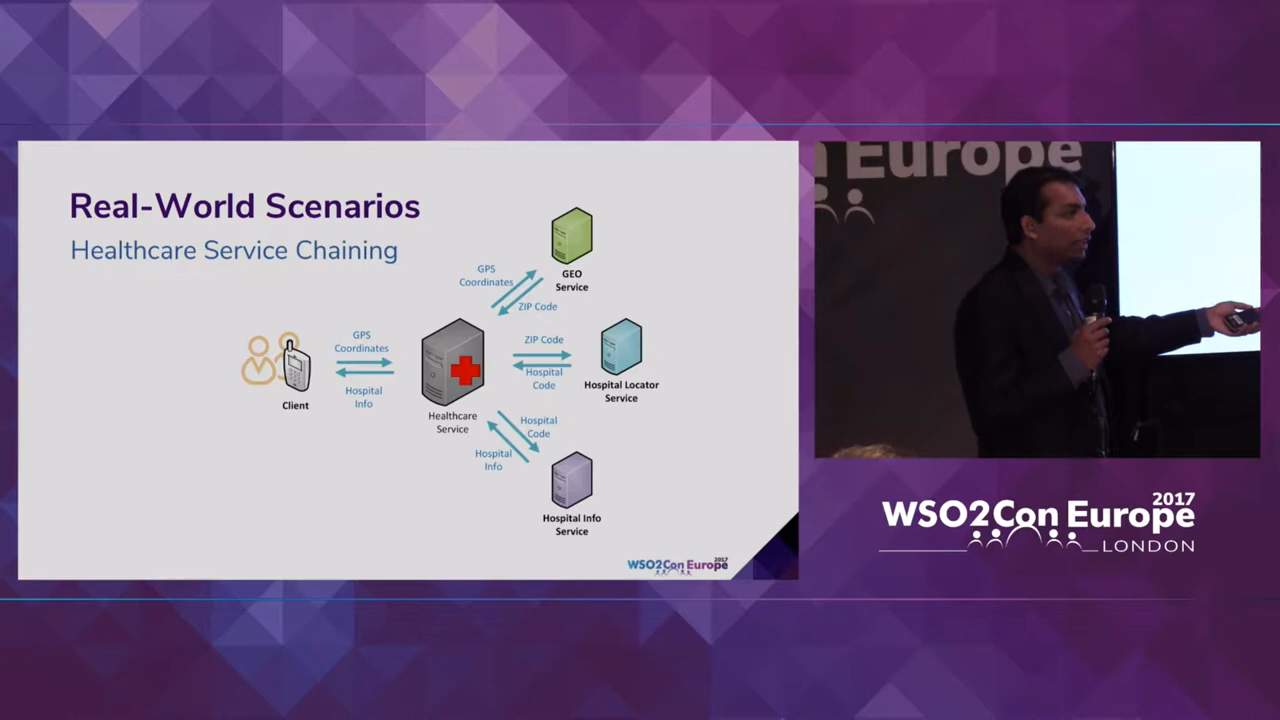 Real-World Scenarios
Healthcare Service Chaining
GPS
Coordinates
ZIP Code
GEO
Service
GPS
Coordinates
Hospital
Info
Client
Healthcare
Service
ZIP Code
Hospital
Code
Hospital Locator
Service
Hospital
Code
Hospital
Info
Hospital Info
Service
WSO2Con Europe 2017
n Europe
2017
WSO2Con Europe
LONDON